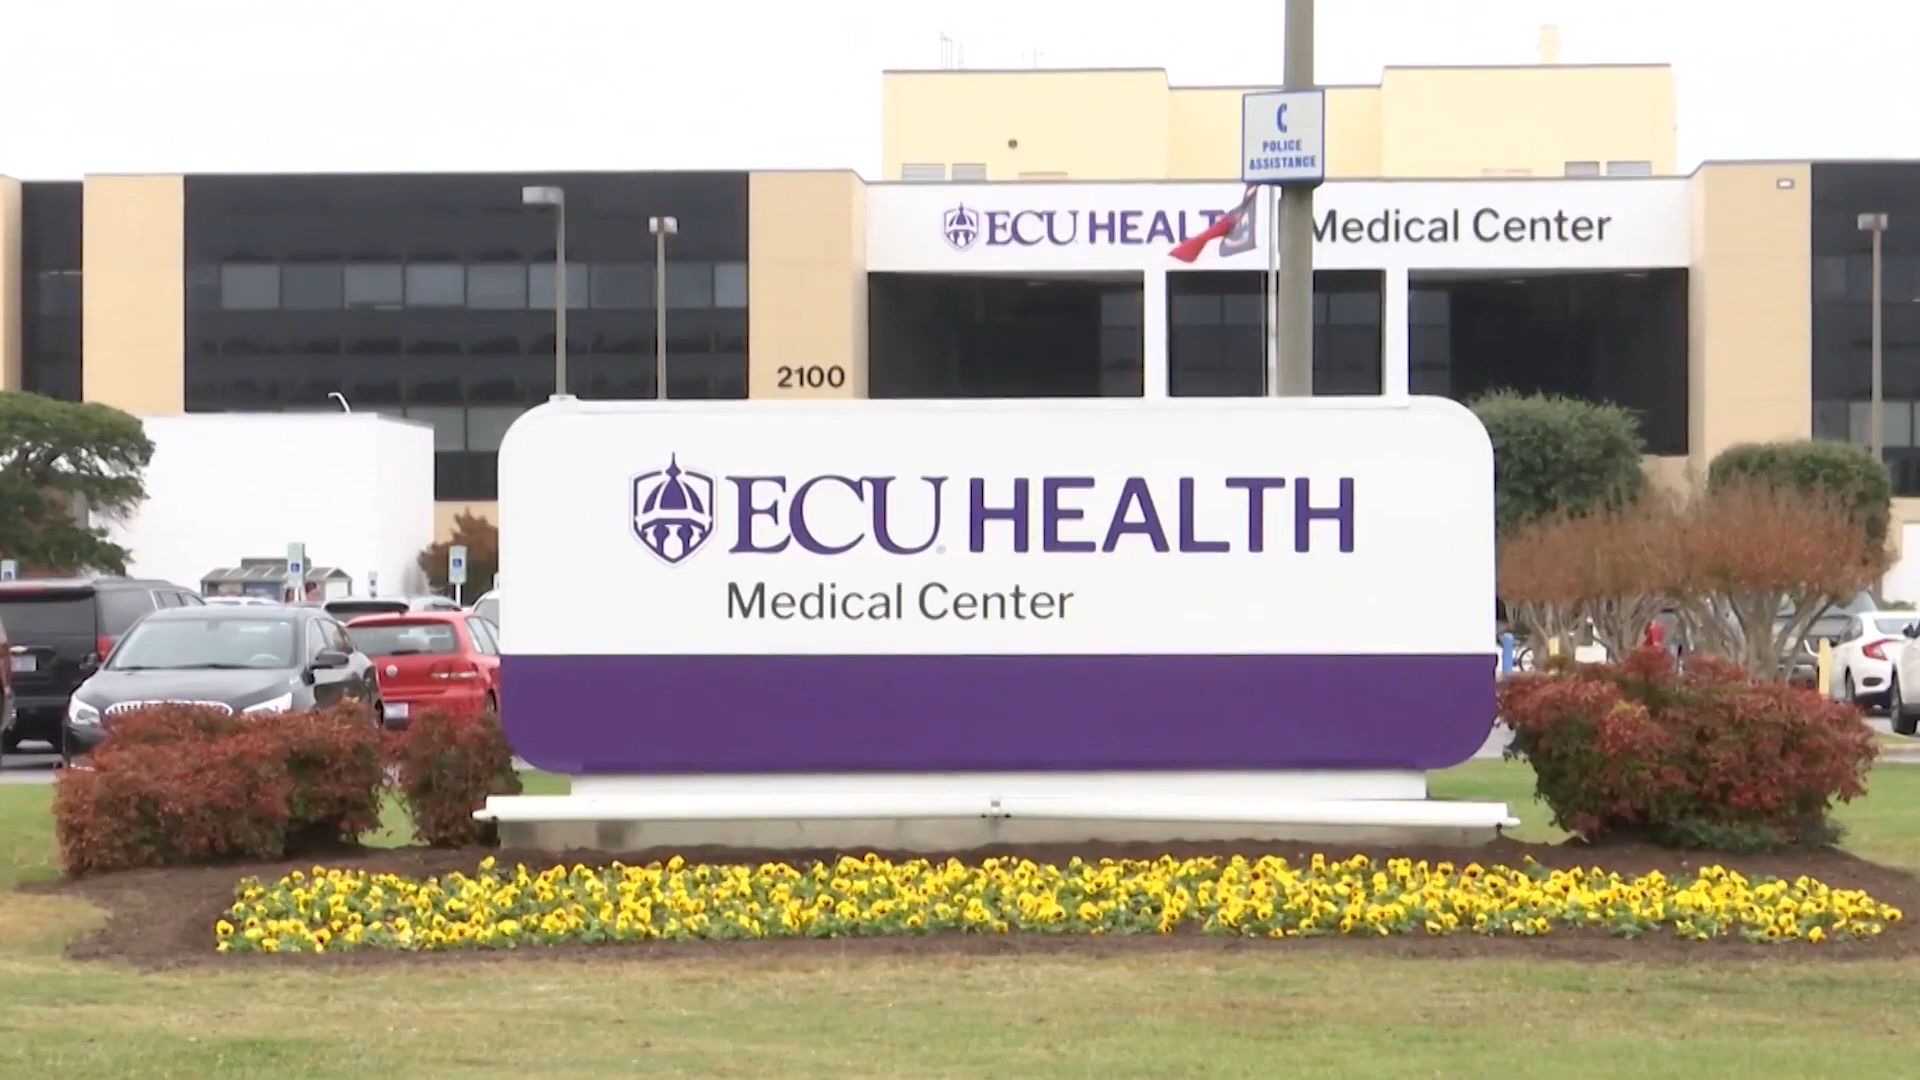 POLICE
ASSISTANCE
ECU HEALTH Medical Center
2100
ECU HEALTH
Medical Center